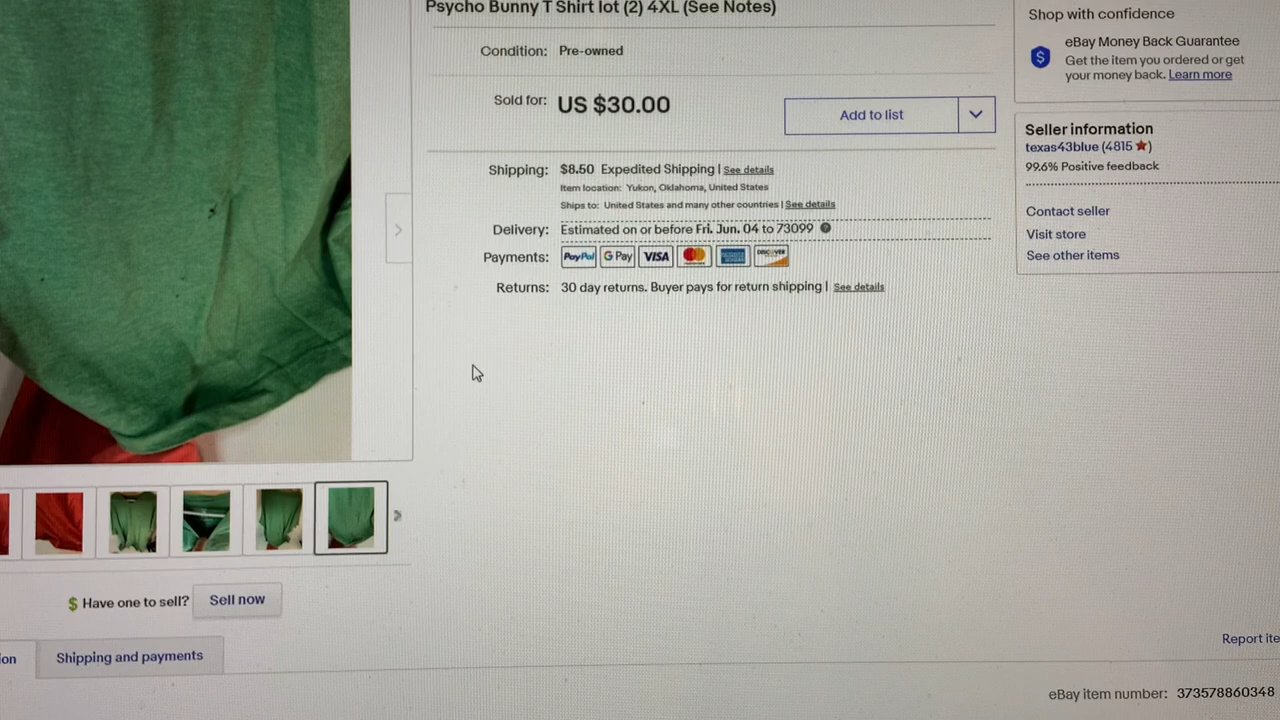 Psycho Bunny T Shirt lot (2) 4XL (See Notes)
Condition: Pre-owned
Sold for: US $30.00
Add to list
Shipping: $8.50 Expedited Shipping | See details
Item location: Yukon, Oklahoma, United States
Ships to: United States and many other countries | See details
Delivery: Estimated on or before Fri. Jun. 04 to 73099
Payments: PayPal G Pay VISA DISCOVER
Returns: 30 day returns. Buyer pays for return shipping | See details
Shop with confidence
eBay Money Back Guarantee
Get the item you ordered or get
your money back. Learn more
Seller information
texas43blue (4815)
99.6% Positive feedback
Contact seller
Visit store
See other items
$ Have one to sell? Sell now
ion
Shipping and payments
Report ite
eBay item number: 373578860348